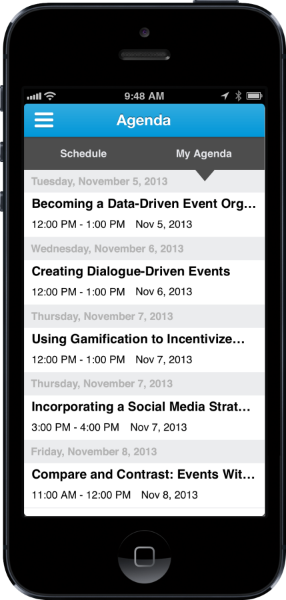 9:48 AM
Agenda
Schedule My Agenda
Tuesday, November 5, 2013
Becoming a Data-Driven Event Org...
12:00 PM - 1:00 PM Nov 5, 2013
Wednesday, November 6, 2013
Creating Dialogue-Driven Events
12:00 PM - 1:00 PM Nov 6, 2013
Thursday, November 7, 2013
Using Gamification to Incentivize...
12:00 PM - 1:00 PM Nov 7, 2013
Thursday, November 7, 2013
Incorporating a Social Media Strat...
3:00 PM - 4:00 PM Nov 7, 2013
Friday, November 8, 2013
Compare and Contrast: Events Wit...
11:00 AM - 12:00 PM Nov 8, 2013